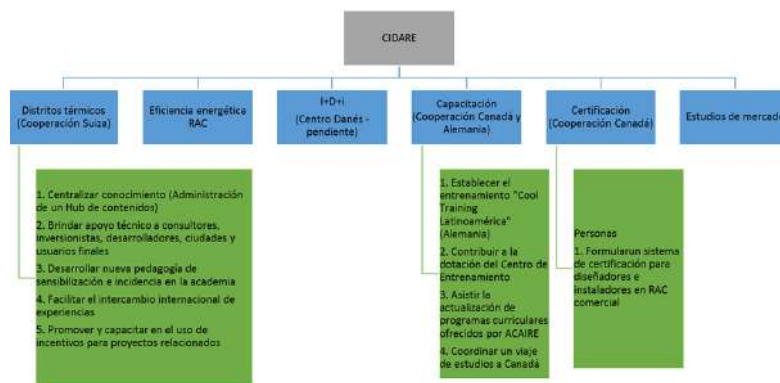 CIDARE
Distritos térmicos
(Cooperación Suiza)
Eficiencia energética
RAC
I+D+i
(Centro Danés -
pendiente)
Capacitación
(Cooperación Canadá y
Alemania)
Certificación
(Cooperación Canadá)
Estudios de mercado
1. Centralizar conocimiento (Administración
de un Hub de contenidos)
2. Brindar apoyo técnico a consultores,
inversionistas, desarrolladores, ciudades y
usuarios finales
3. Desarrollar nueva pedagogía de
sensibilización e incidencia en la academia
4. Facilitar el intercambio internacional de
experiencias
5. Promover y capacitar en el uso de
incentivos para proyectos relacionados
1. Establecer el
entrenamiento "Cool
Training
Latinoamérica"
(Alemania)
2. Contribuir a la
dotación del Centro de
Entrenamiento
3. Asistir la
actualización de
programas curriculares
ofrecidos por ACAIRE
4. Coordinar un viaje
de estudios a Canadá
Personas
1. Formularun sistema
de certificación para
diseñadores e
instaladores en RAC
comercial